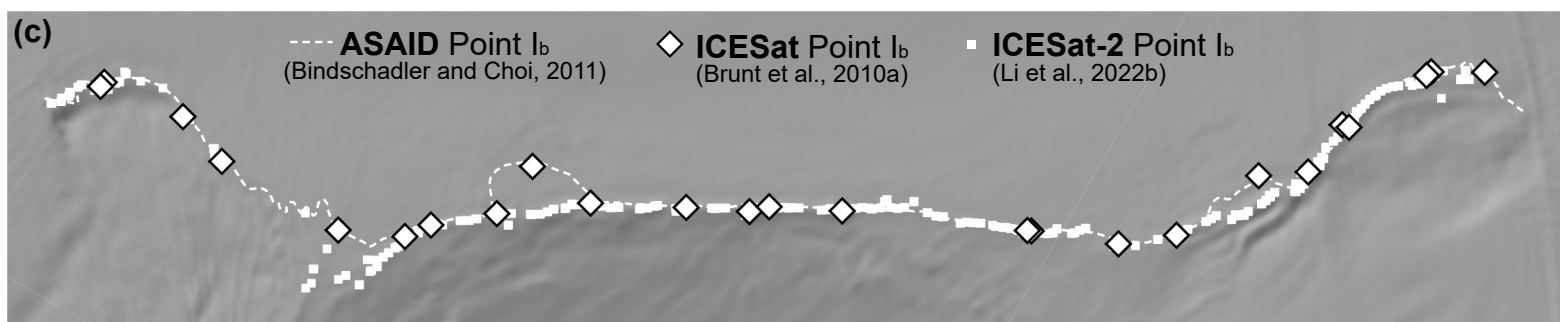 (c)
ASAID Point Ib
(Bindschadler and Choi, 2011)
ICESat Point Ib
(Brunt et al., 2010a)
ICESat-2 Point Ib
(Li et al., 2022b)